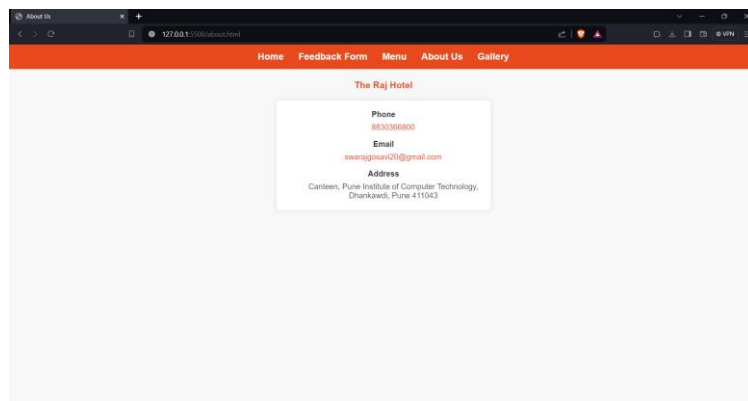 About Us
127.0.0.1:5500/about.html
VPN
Home Feedback Form Menu About Us Gallery
The Raj Hotel
Phone
8830366800
Email
swarajgosavi20@gmail.com
Address
Canteen, Pune Institute of Computer Technology,
Dhankawdi, Pune 411043